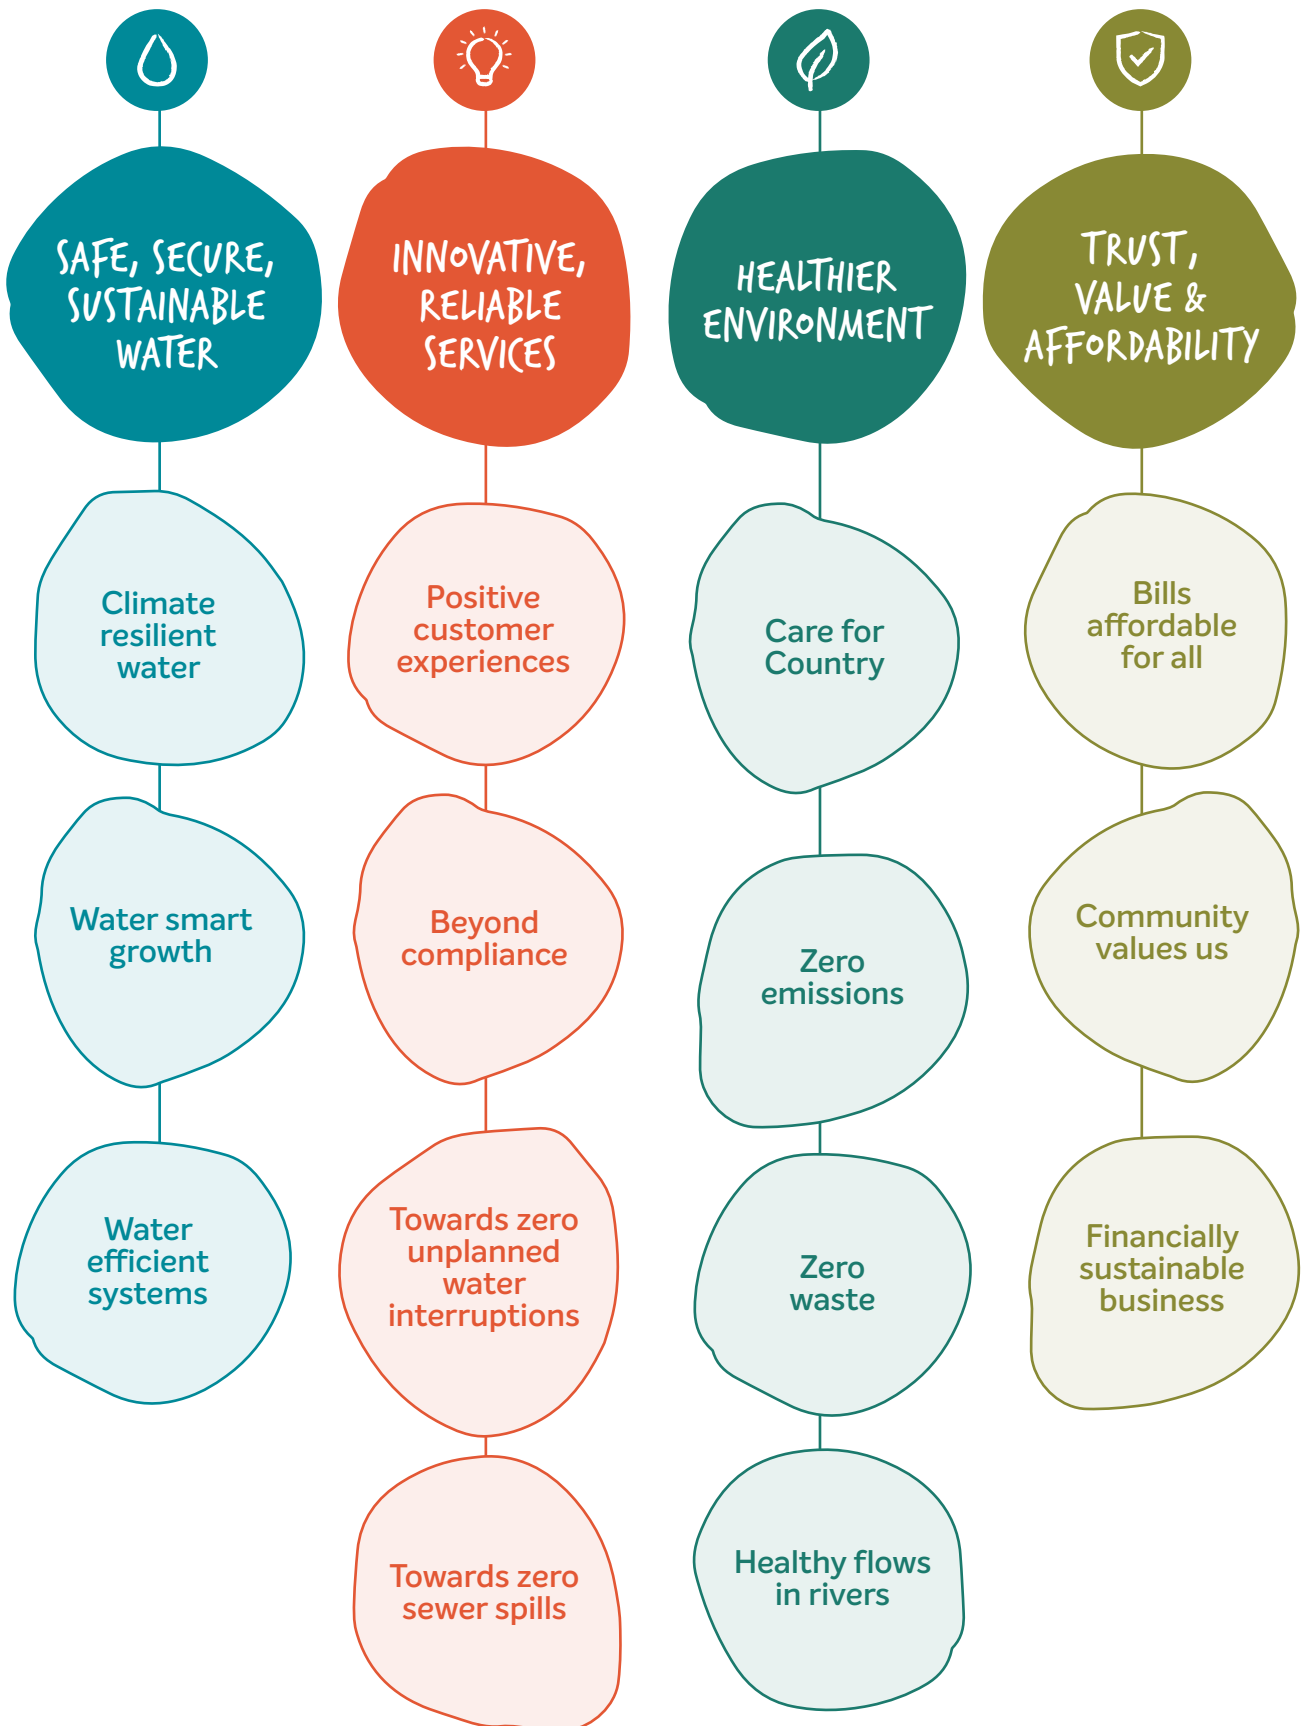 SAFE, SECURE,
SUSTAINABLE
WATER
Climate
resilient
water
Water smart
growth
Water
efficient
systems
INNOVATIVE,
RELIABLE
SERVICES
Positive
customer
experiences
Beyond
compliance
Towards zero
unplanned
water
interruptions
Towards zero
sewer spills
HEALTHIER
ENVIRONMENT
Care for
Country
Zero
emissions
Zero
waste
Healthy flows
in rivers
TRUST,
VALUE &
AFFORDABILITY
Bills
affordable
for all
Community
values us
Financially
sustainable
business